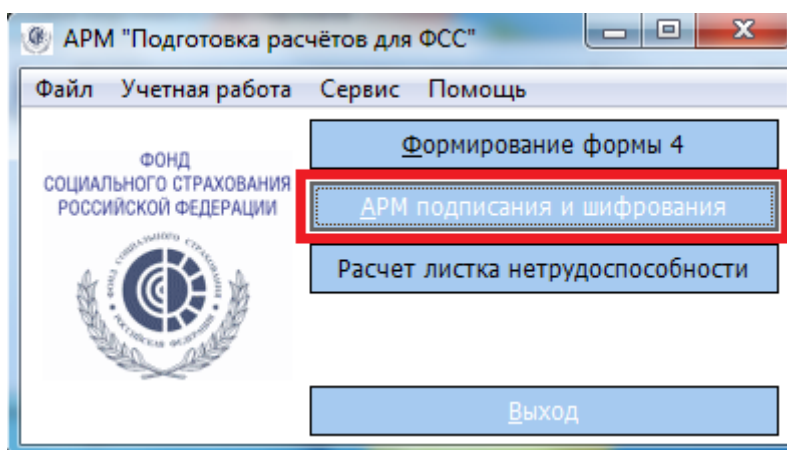 АРМ "Подготовка расчётов для ФСС"
Файл Учетная работа Сервис Помощь
ФОНД
СОЦИАЛЬНОГО СТРАХОВАНИЯ
РОССИЙСКОЙ ФЕДЕРАЦИИ
Формирование формы 4
АРМ подписания и шифрования
Расчет листка нетрудоспособности
Выход